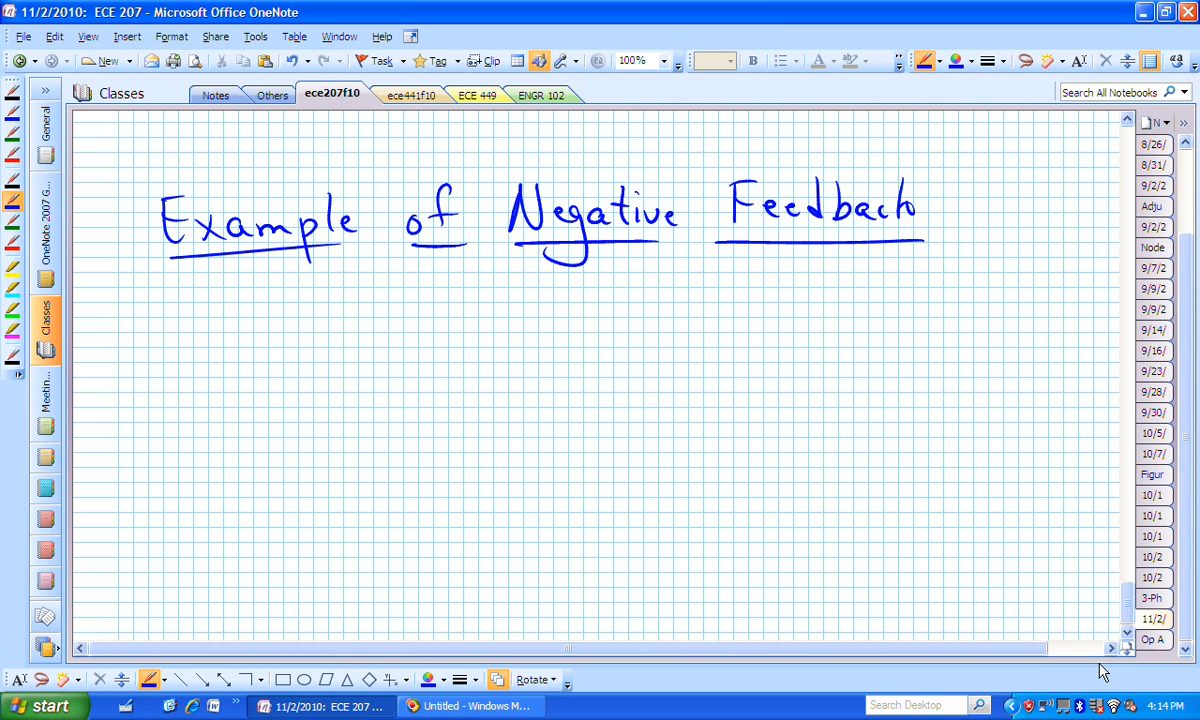 11/2/2010: ECE 207 - Microsoft Office OneNote
File Edit View Insert Format Share Tools Table Window Help
New Task Tag Clip 100% B A ab A
Classes Notes Others ece207f10 ece441f10 ECE 449 ENGR 102 Search All Notebooks
General
OneNote 2007 G...
Classes
Meetin...
Example of Negative Feedback
N
8/26/
8/31/
9/2/2
Adju
9/2/2
Node
9/7/2
9/9/2
9/9/2
9/14/
9/16/
9/23/
9/28/
9/30/
10/5/
10/7/
Figur
10/1
10/1
10/1
10/2
10/2
3-Ph
11/2/
Op A
Rotate
start 11/2/2010: ECE 207 ... Untitled - Windows M... Search Desktop 4:14 PM